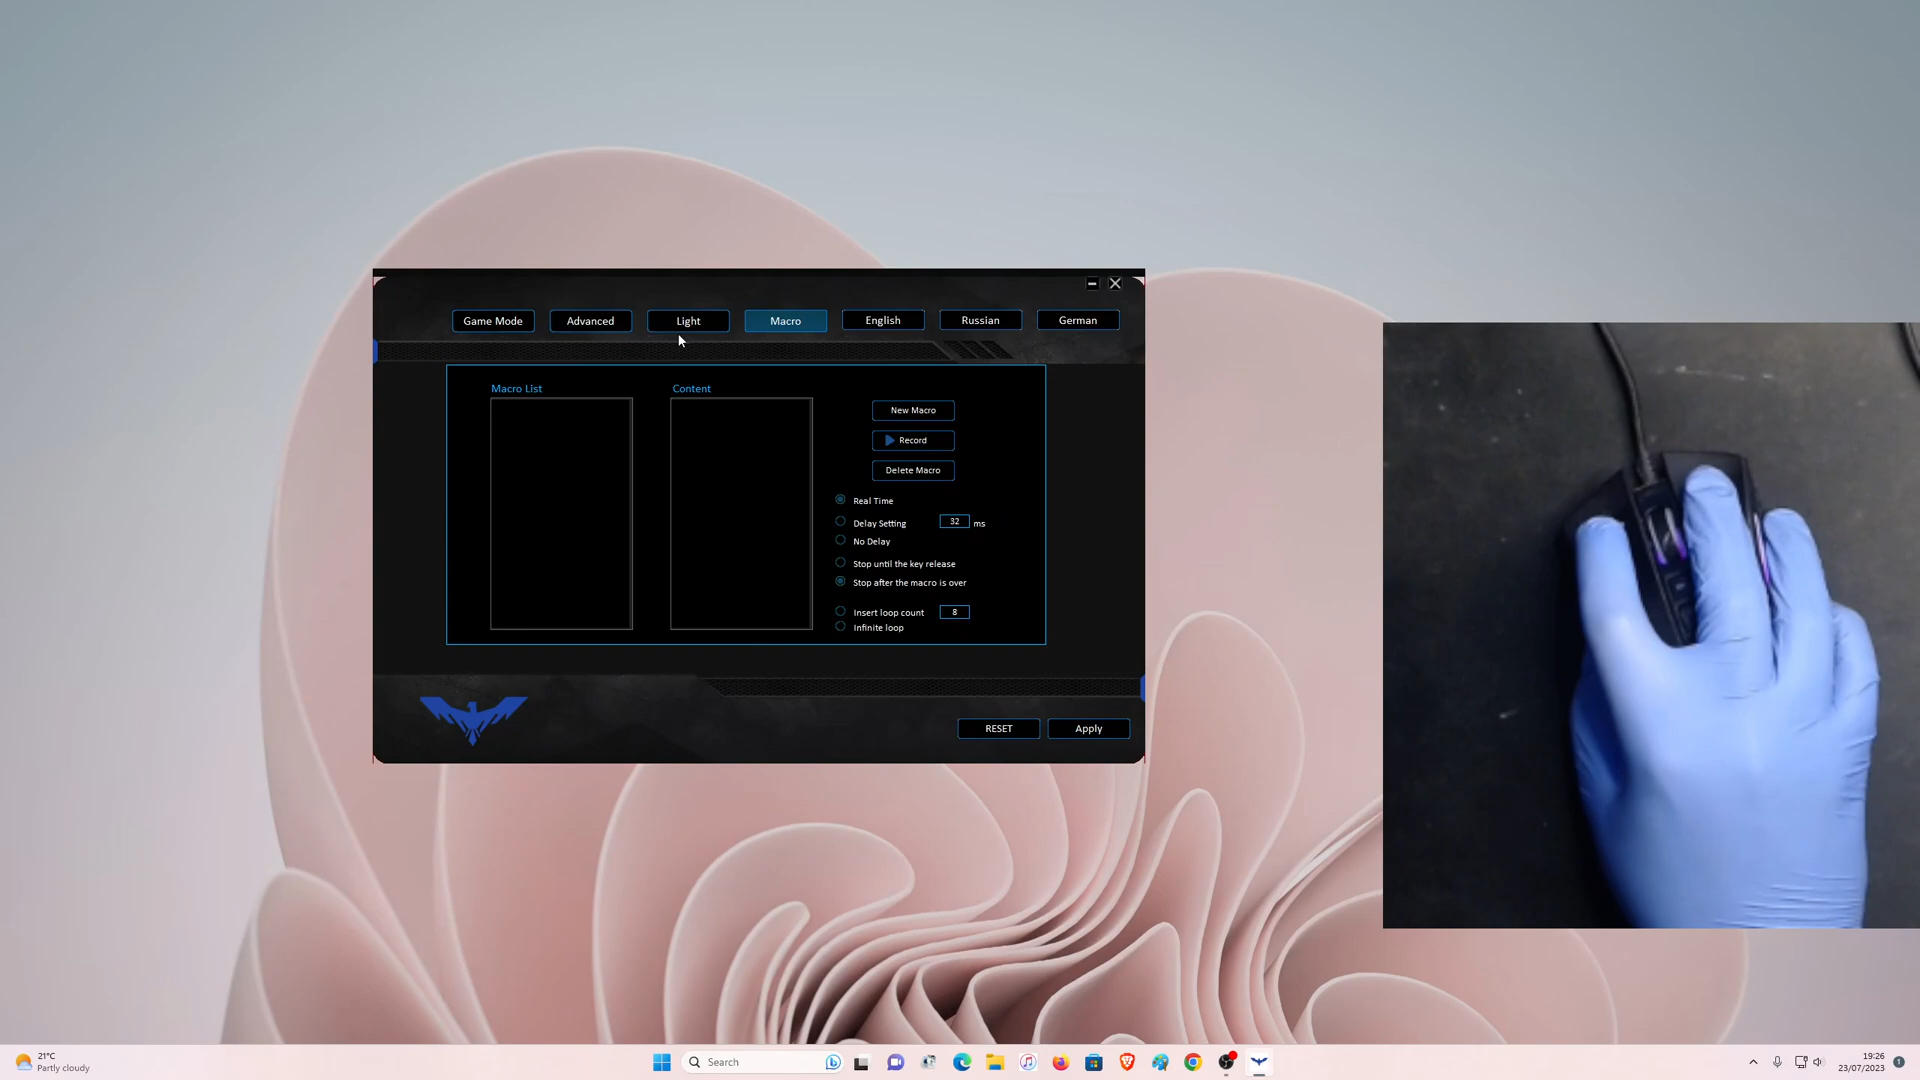 Game Mode
Advanced
Light
Macro
English
Russian
German
Macro List
Content
New Macro
Record
Delete Macro
Real Time
Delay Setting 32 ms
No Delay
Stop until the key release
Stop after the macro is over
Insert loop count 8
Infinite loop
RESET
Apply
21°C
Partly cloudy
Search
19:26
23/07/2023
1